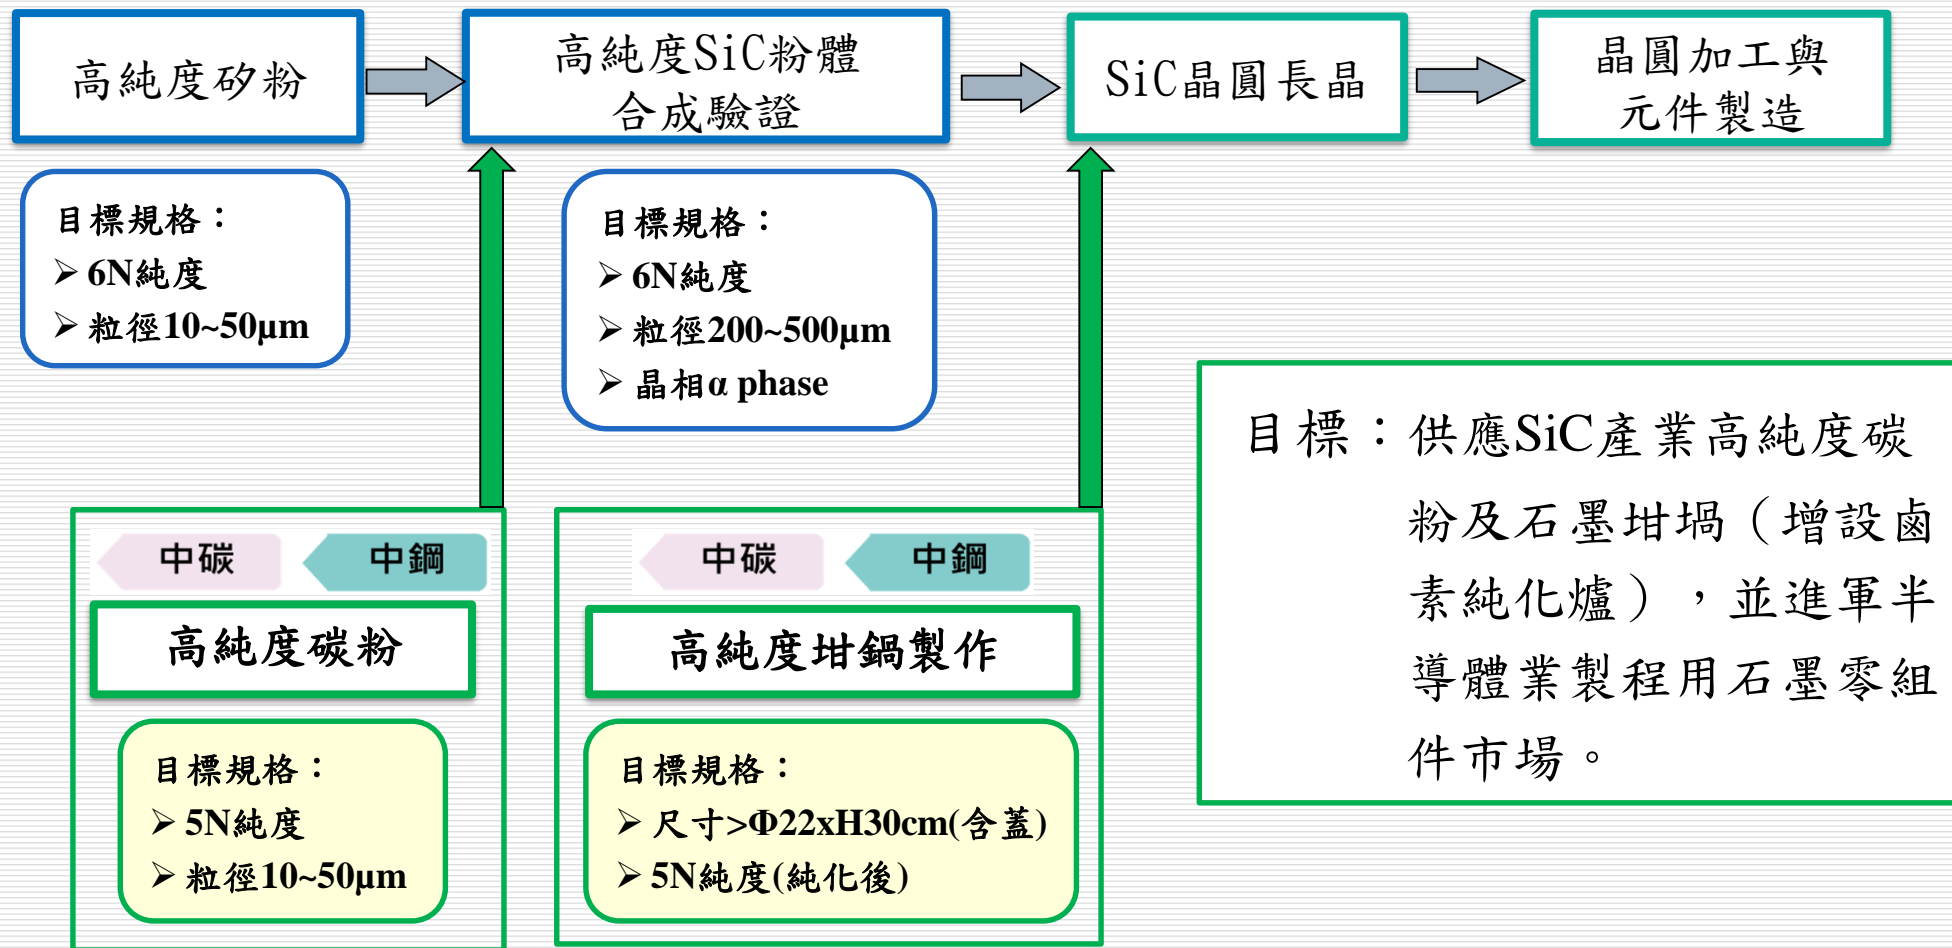 高純度矽粉
高純度SiC粉體
合成驗證
SiC晶圓長晶
晶圓加工與
元件製造
目標規格：
➢ 6N純度
➢ 粒徑10~50μm
目標規格：
➢ 6N純度
➢ 粒徑200~500μm
➢ 晶相α phase
中碳 中鋼
高純度碳粉
目標規格：
➢ 5N純度
➢ 粒徑10~50μm
中碳 中鋼
高純度坩鍋製作
目標規格：
➢ 尺寸>Φ22xH30cm(含蓋)
➢ 5N純度(純化後)
目標：供應SiC產業高純度碳
粉及石墨坩堝（增設鹵
素純化爐），並進軍半
導體業製程用石墨零組
件市場。